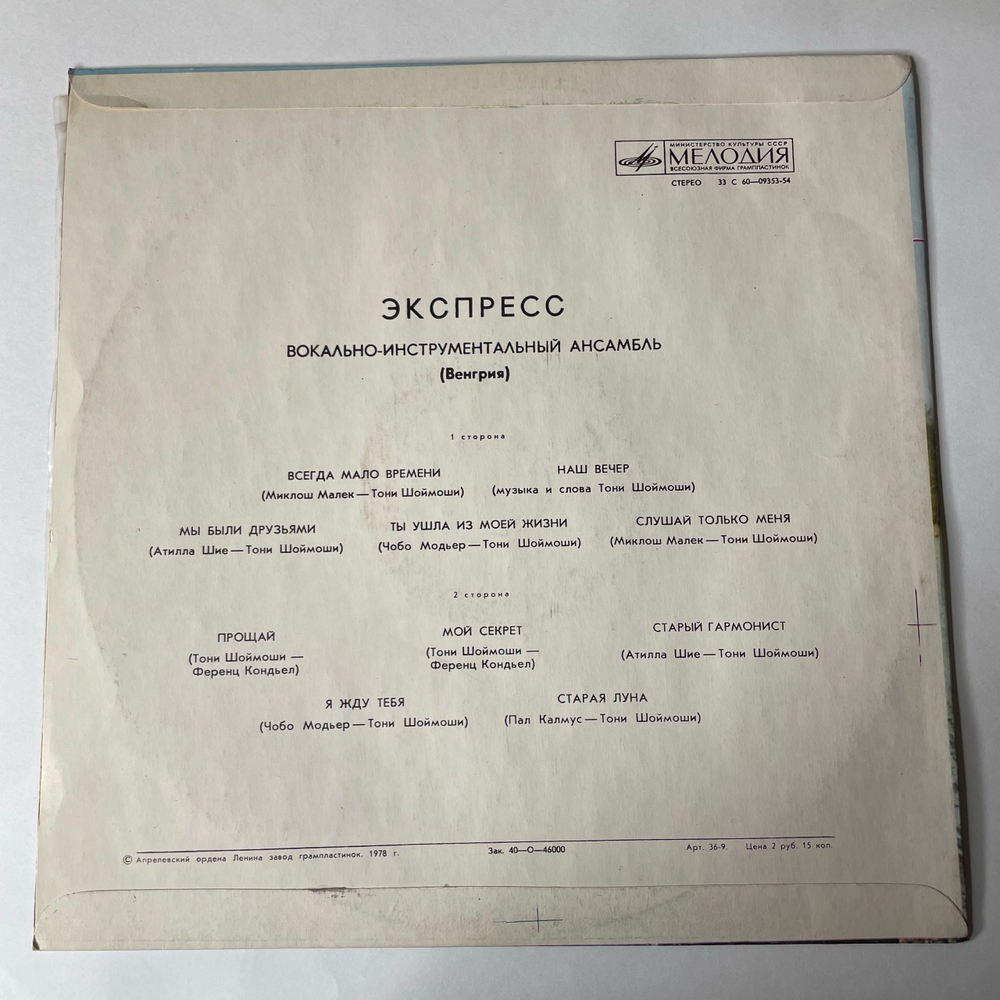 МИНИСТЕРСТВО КУЛЬТУРЫ СССР
МЕЛОДИЯ
ВСЕСОЮЗНАЯ ФИРМА ГРАМПЛАСТИНОК
СТЕРЕО 33 С 60—09353-54
ЭКСПРЕСС
ВОКАЛЬНО-ИНСТРУМЕНТАЛЬНЫЙ АНСАМБЛЬ
(Венгрия)
1 сторона
ВСЕГДА МАЛО ВРЕМЕНИ НАШ ВЕЧЕР
(Миклош Малек — Тони Шоймоши) (музыка и слова Тони Шоймоши)
МЫ БЫЛИ ДРУЗЬЯМИ ТЫ УШЛА ИЗ МОЕЙ ЖИЗНИ СЛУШАЙ ТОЛЬКО МЕНЯ
(Атилла Шие — Тони Шоймоши) (Чобо Модьер — Тони Шоймоши) (Миклош Малек — Тони Шоймоши)
2 сторона
ПРОЩАЙ МОЙ СЕКРЕТ СТАРЫЙ ГАРМОНИСТ
(Тони Шоймоши — (Тони Шоймоши — (Атилла Шие — Тони Шоймоши)
Ференц Кондьел) Ференц Кондьел)
Я ЖДУ ТЕБЯ СТАРАЯ ЛУНА
(Чобо Модьер — Тони Шоймоши) (Пал Калмус — Тони Шоймоши)
© Апрелевский ордена Ленина завод грампластинок. 1978 г. Зак. 40—О—46000 Арт. 36-9. Цена 2 руб. 15 коп.